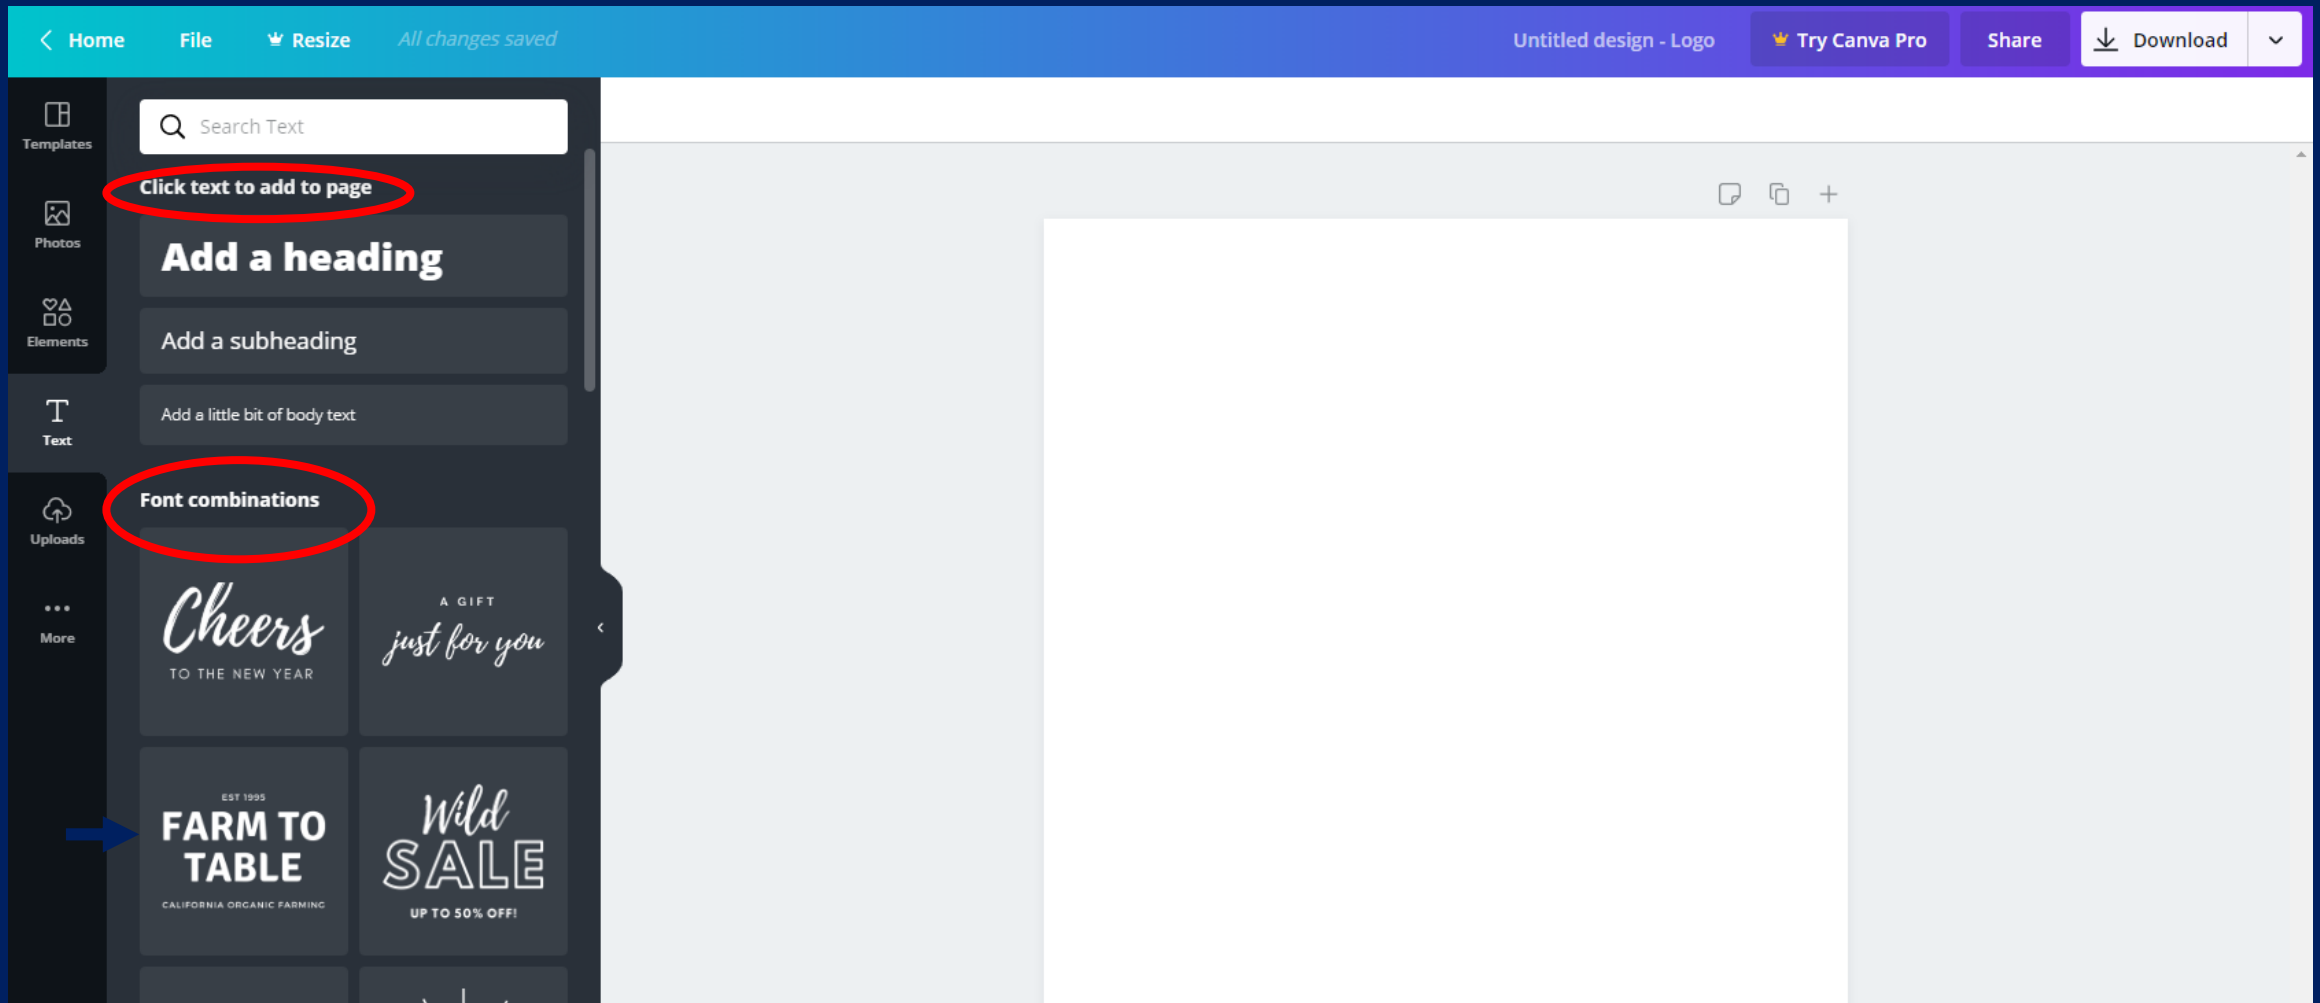 Home File Resize All changes saved Untitled design - Logo Try Canva Pro Share Download
Templates
Photos
Elements
Text
Uploads
More
Search Text
Click text to add to page
Add a heading
Add a subheading
Add a little bit of body text
Font combinations
Cheers
TO THE NEW YEAR
A GIFT
just for you
EST 1995
FARM TO
TABLE
CALIFORNIA ORGANIC FARMING
Wild
SALE
UP TO 50% OFF!